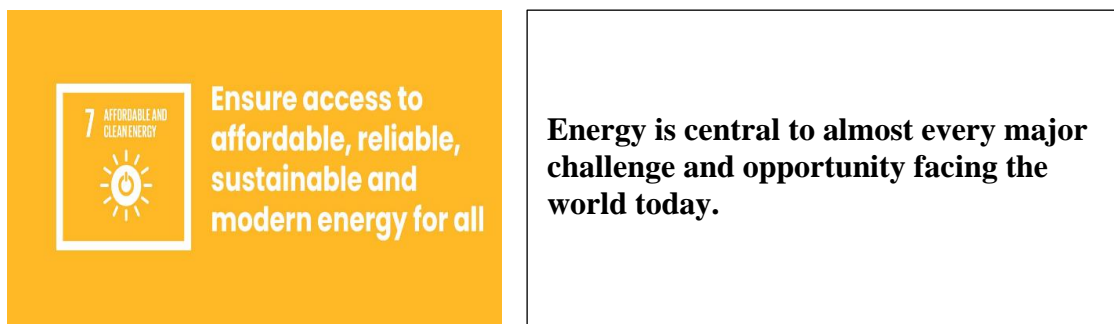 7 AFFORDABLE AND
CLEAN ENERGY
Ensure access to
affordable, reliable,
sustainable and
modern energy for all
Energy is central to almost every major
challenge and opportunity facing the
world today.